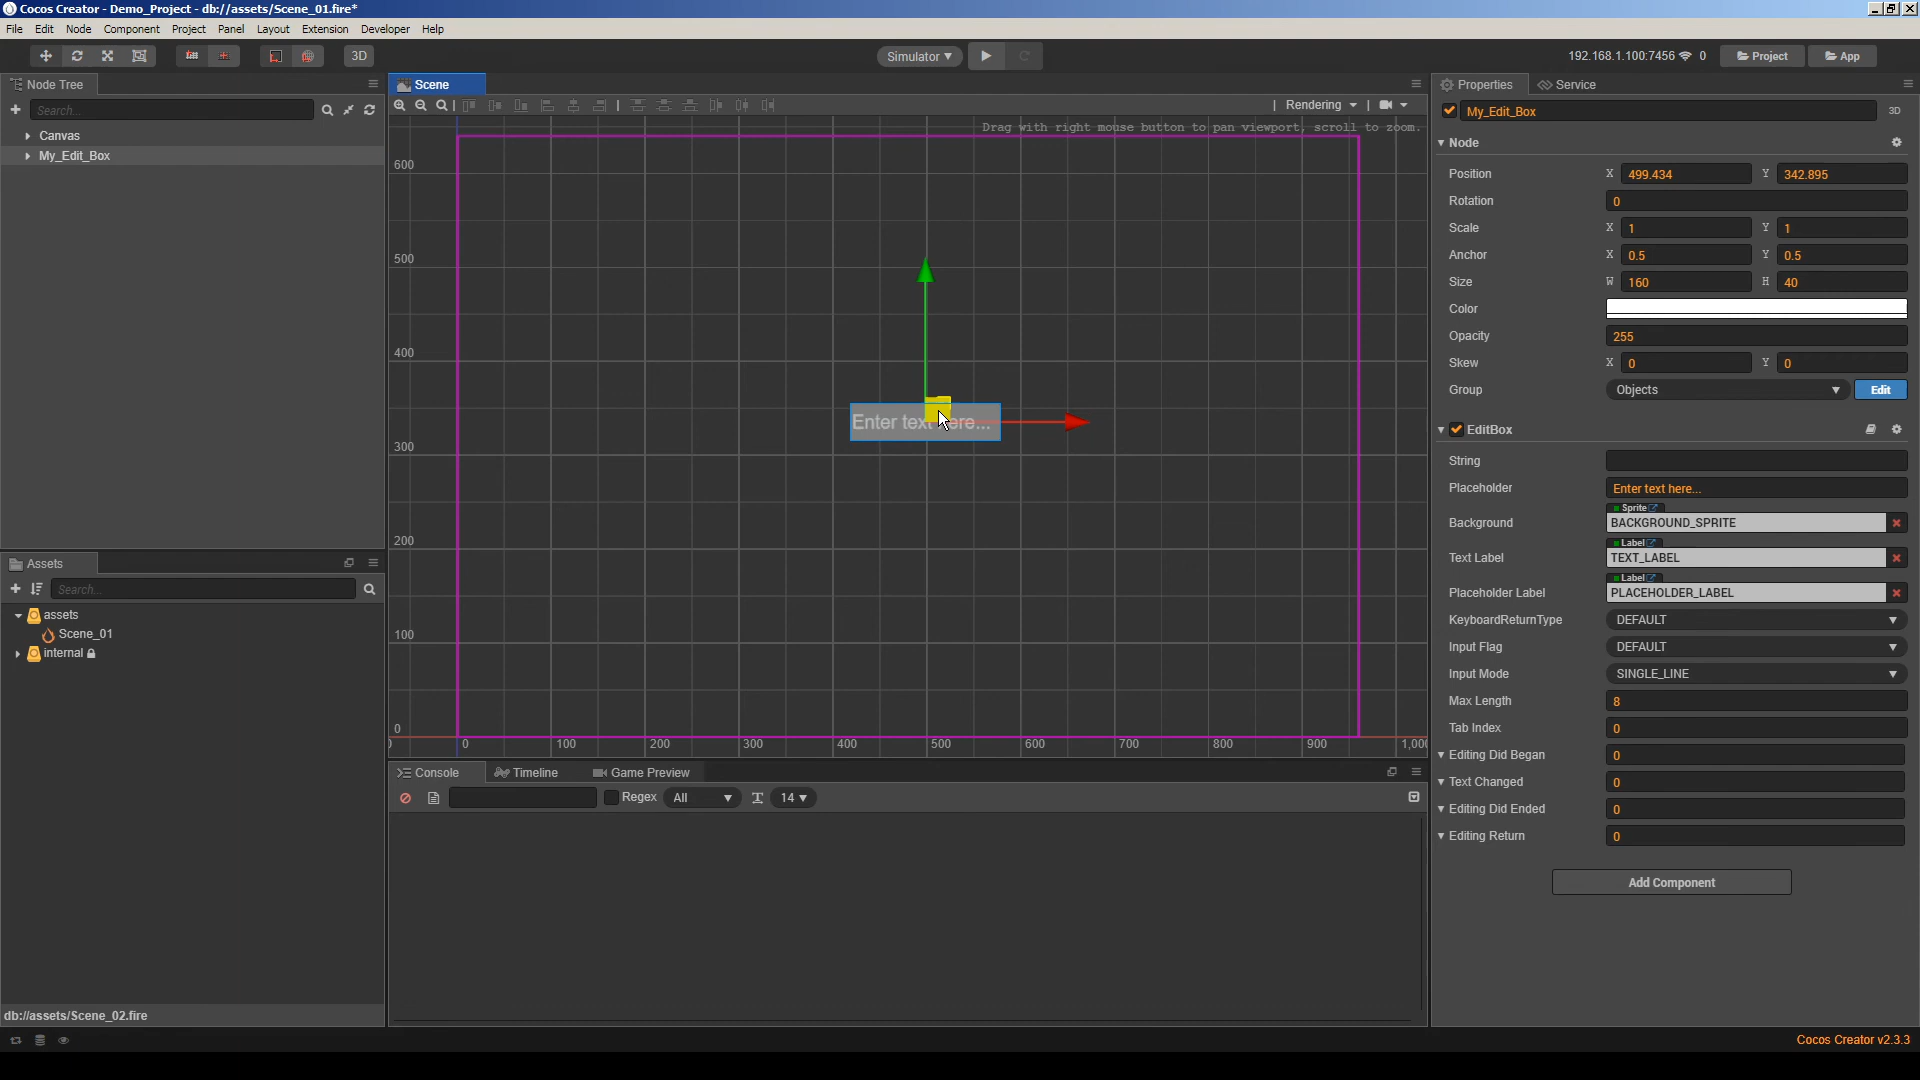 Cocos Creator - Demo_Project - db://assets/Scene_01.fire*
File Edit Node Component Project Panel Layout Extension Developer Help
3D Simulator 192.168.1.100:7456 0 Project App
Node Tree
Search...
Canvas
My_Edit_Box
Assets
Search...
assets
Scene_01
internal
db://assets/Scene_02.fire
Scene
Rendering
Drag with right mouse button to pan viewport, scroll to zoom.
600
500
400
300
200
100
0
Enter text here...
0 100 200 300 400 500 600 700 800 900 1,000
Console Timeline Game Preview
Regex All 14
Properties Service
My_Edit_Box 3D
Node
Position X 499.434 Y 342.895
Rotation 0
Scale X 1 Y 1
Anchor X 0.5 Y 0.5
Size W 160 H 40
Color
Opacity 255
Skew X 0 Y 0
Group Objects Edit
EditBox
String
Placeholder Enter text here...
Sprite
Background BACKGROUND_SPRITE
Label
Text Label TEXT_LABEL
Label
Placeholder Label PLACEHOLDER_LABEL
KeyboardReturnType DEFAULT
Input Flag DEFAULT
Input Mode SINGLE_LINE
Max Length 8
Tab Index 0
Editing Did Began 0
Text Changed 0
Editing Did Ended 0
Editing Return 0
Add Component
Cocos Creator v2.3.3